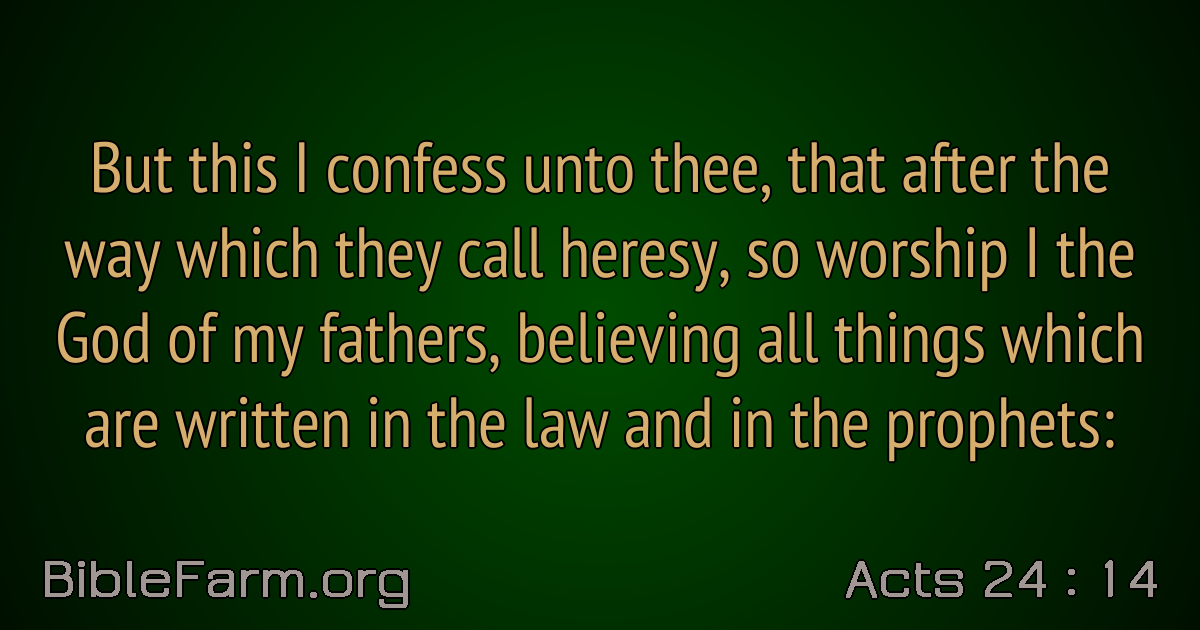 But this I confess unto thee, that after the
way which they call heresy, so worship I the
God of my fathers, believing all things which
are written in the law and in the prophets:
BibleFarm.org
Acts 24 : 14